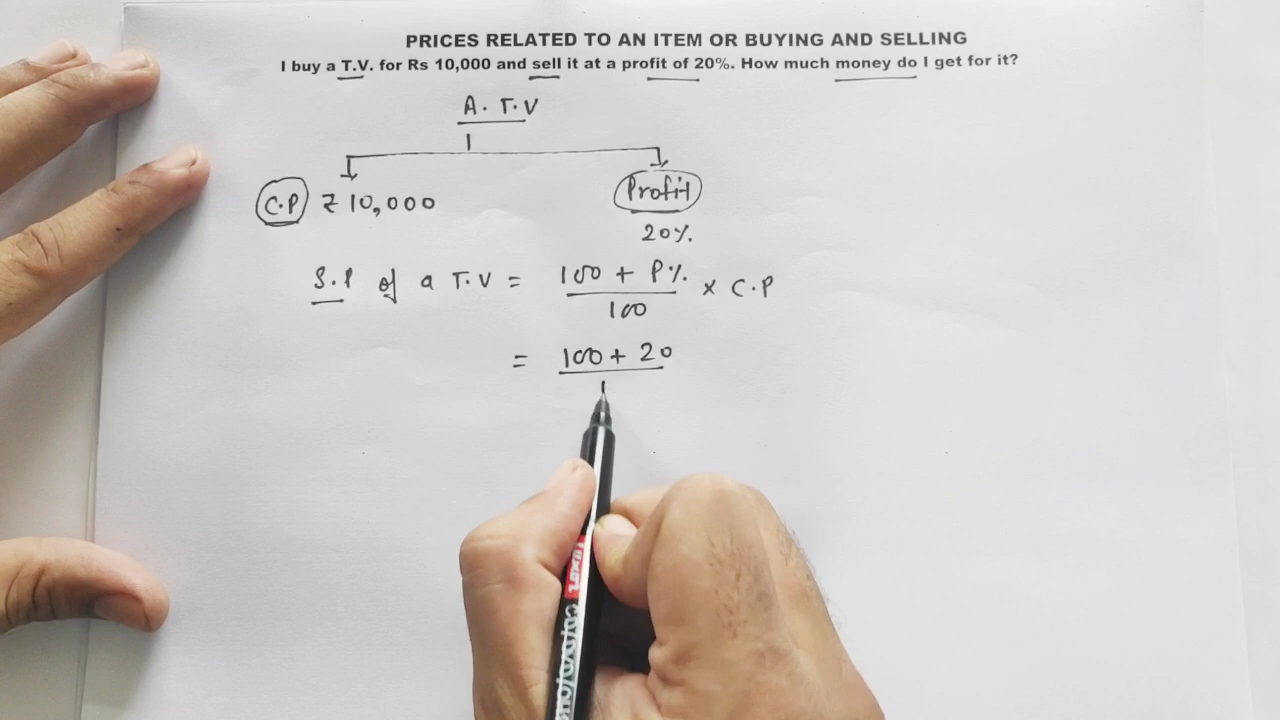 PRICES RELATED TO AN ITEM OR BUYING AND SELLING
I buy a T.V. for Rs 10,000 and sell it at a profit of 20%. How much money do I get for it?
A. T.V
C.P ₹ 10,000
Profit
20%.
S.P of a T.V = 100 + P% × C.P
100
= 100 + 20
1